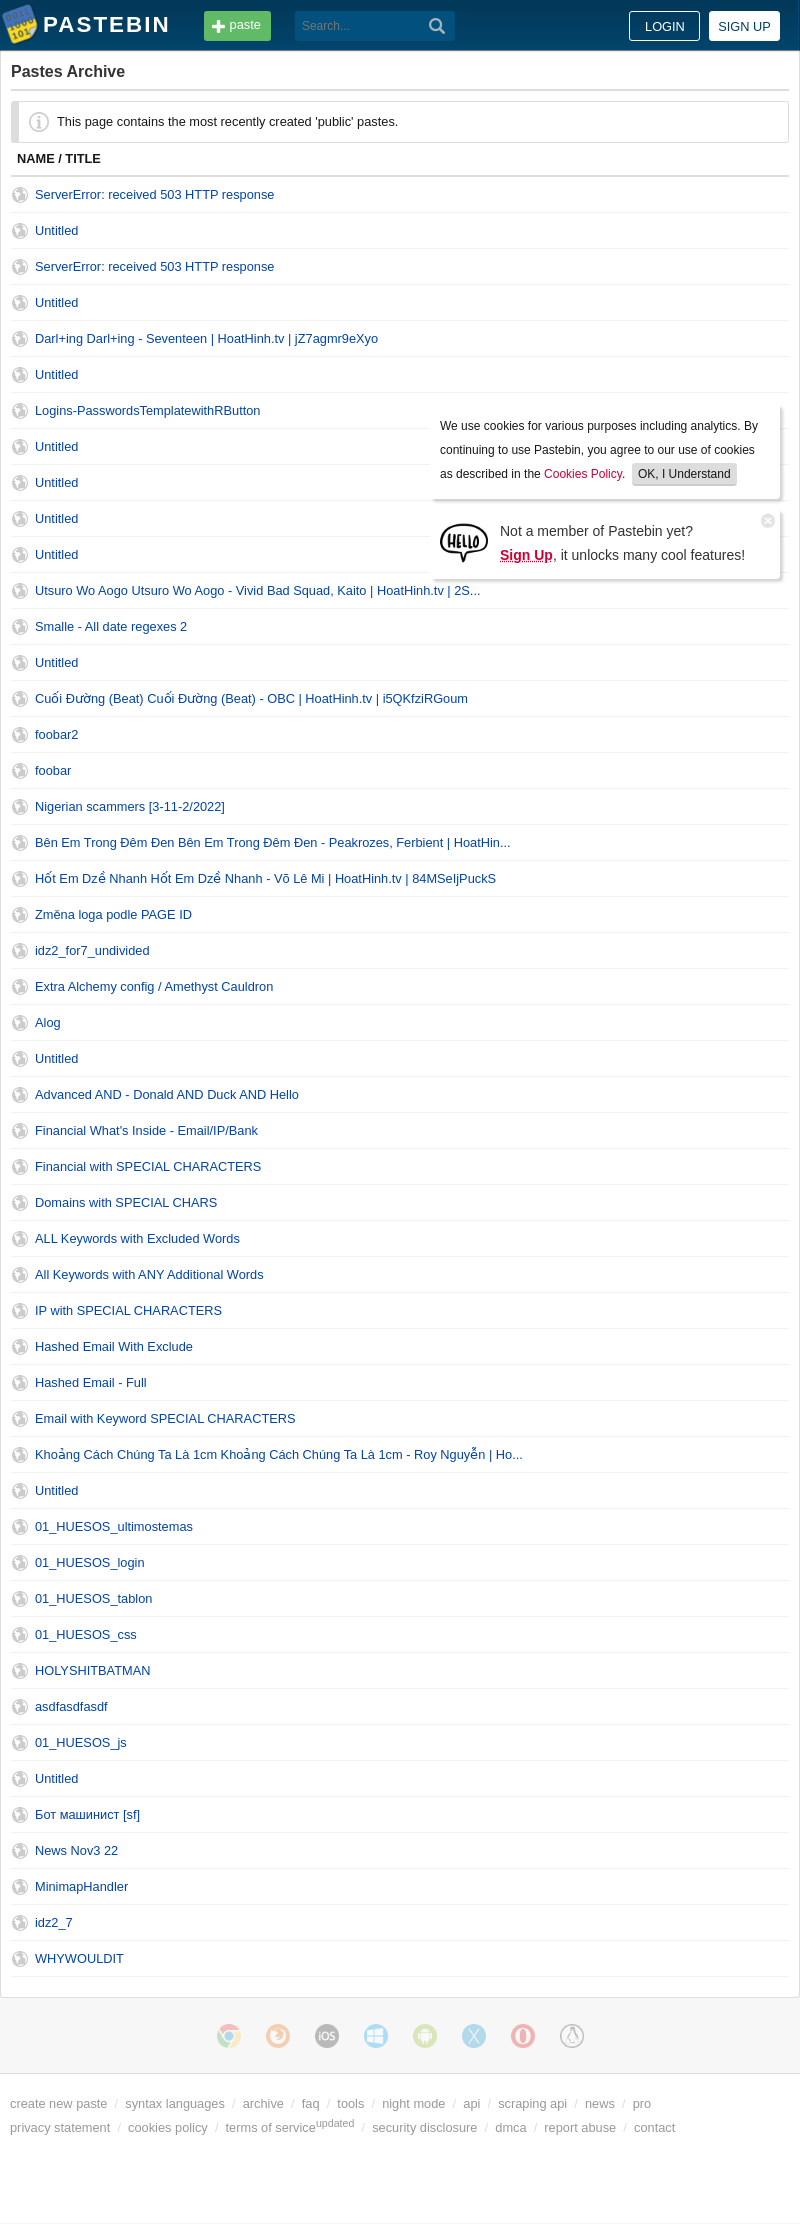 PASTEBIN
paste
Search...
LOGIN
SIGN UP
Pastes Archive
This page contains the most recently created 'public' pastes.
NAME / TITLE
ServerError: received 503 HTTP response
Untitled
ServerError: received 503 HTTP response
Untitled
Darl+ing Darl+ing - Seventeen | HoatHinh.tv | jZ7agmr9eXyo
Untitled
Logins-PasswordsTemplatewithRButton
Untitled
Untitled
Untitled
Untitled
We use cookies for various purposes including analytics. By
continuing to use Pastebin, you agree to our use of cookies
as described in the Cookies Policy. OK, I Understand
HELLO
Not a member of Pastebin yet?
Sign Up, it unlocks many cool features!
Utsuro Wo Aogo Utsuro Wo Aogo - Vivid Bad Squad, Kaito | HoatHinh.tv | 2S...
Smalle - All date regexes 2
Untitled
Cuối Đường (Beat) Cuối Đường (Beat) - OBC | HoatHinh.tv | i5QKfziRGoum
foobar2
foobar
Nigerian scammers [3-11-2/2022]
Bên Em Trong Đêm Đen Bên Em Trong Đêm Đen - Peakrozes, Ferbient | HoatHin...
Hốt Em Dzề Nhanh Hốt Em Dzề Nhanh - Võ Lê Mi | HoatHinh.tv | 84MSeIjPuckS
Změna loga podle PAGE ID
idz2_for7_undivided
Extra Alchemy config / Amethyst Cauldron
Alog
Untitled
Advanced AND - Donald AND Duck AND Hello
Financial What's Inside - Email/IP/Bank
Financial with SPECIAL CHARACTERS
Domains with SPECIAL CHARS
ALL Keywords with Excluded Words
All Keywords with ANY Additional Words
IP with SPECIAL CHARACTERS
Hashed Email With Exclude
Hashed Email - Full
Email with Keyword SPECIAL CHARACTERS
Khoảng Cách Chúng Ta Là 1cm Khoảng Cách Chúng Ta Là 1cm - Roy Nguyễn | Ho...
Untitled
01_HUESOS_ultimostemas
01_HUESOS_login
01_HUESOS_tablon
01_HUESOS_css
HOLYSHITBATMAN
asdfasdfasdf
01_HUESOS_js
Untitled
Бот машинист [sf]
News Nov3 22
MinimapHandler
idz2_7
WHYWOULDIT
iOS
create new paste / syntax languages / archive / faq / tools / night mode / api / scraping api / news / pro
privacy statement / cookies policy / terms of serviceupdated / security disclosure / dmca / report abuse / contact